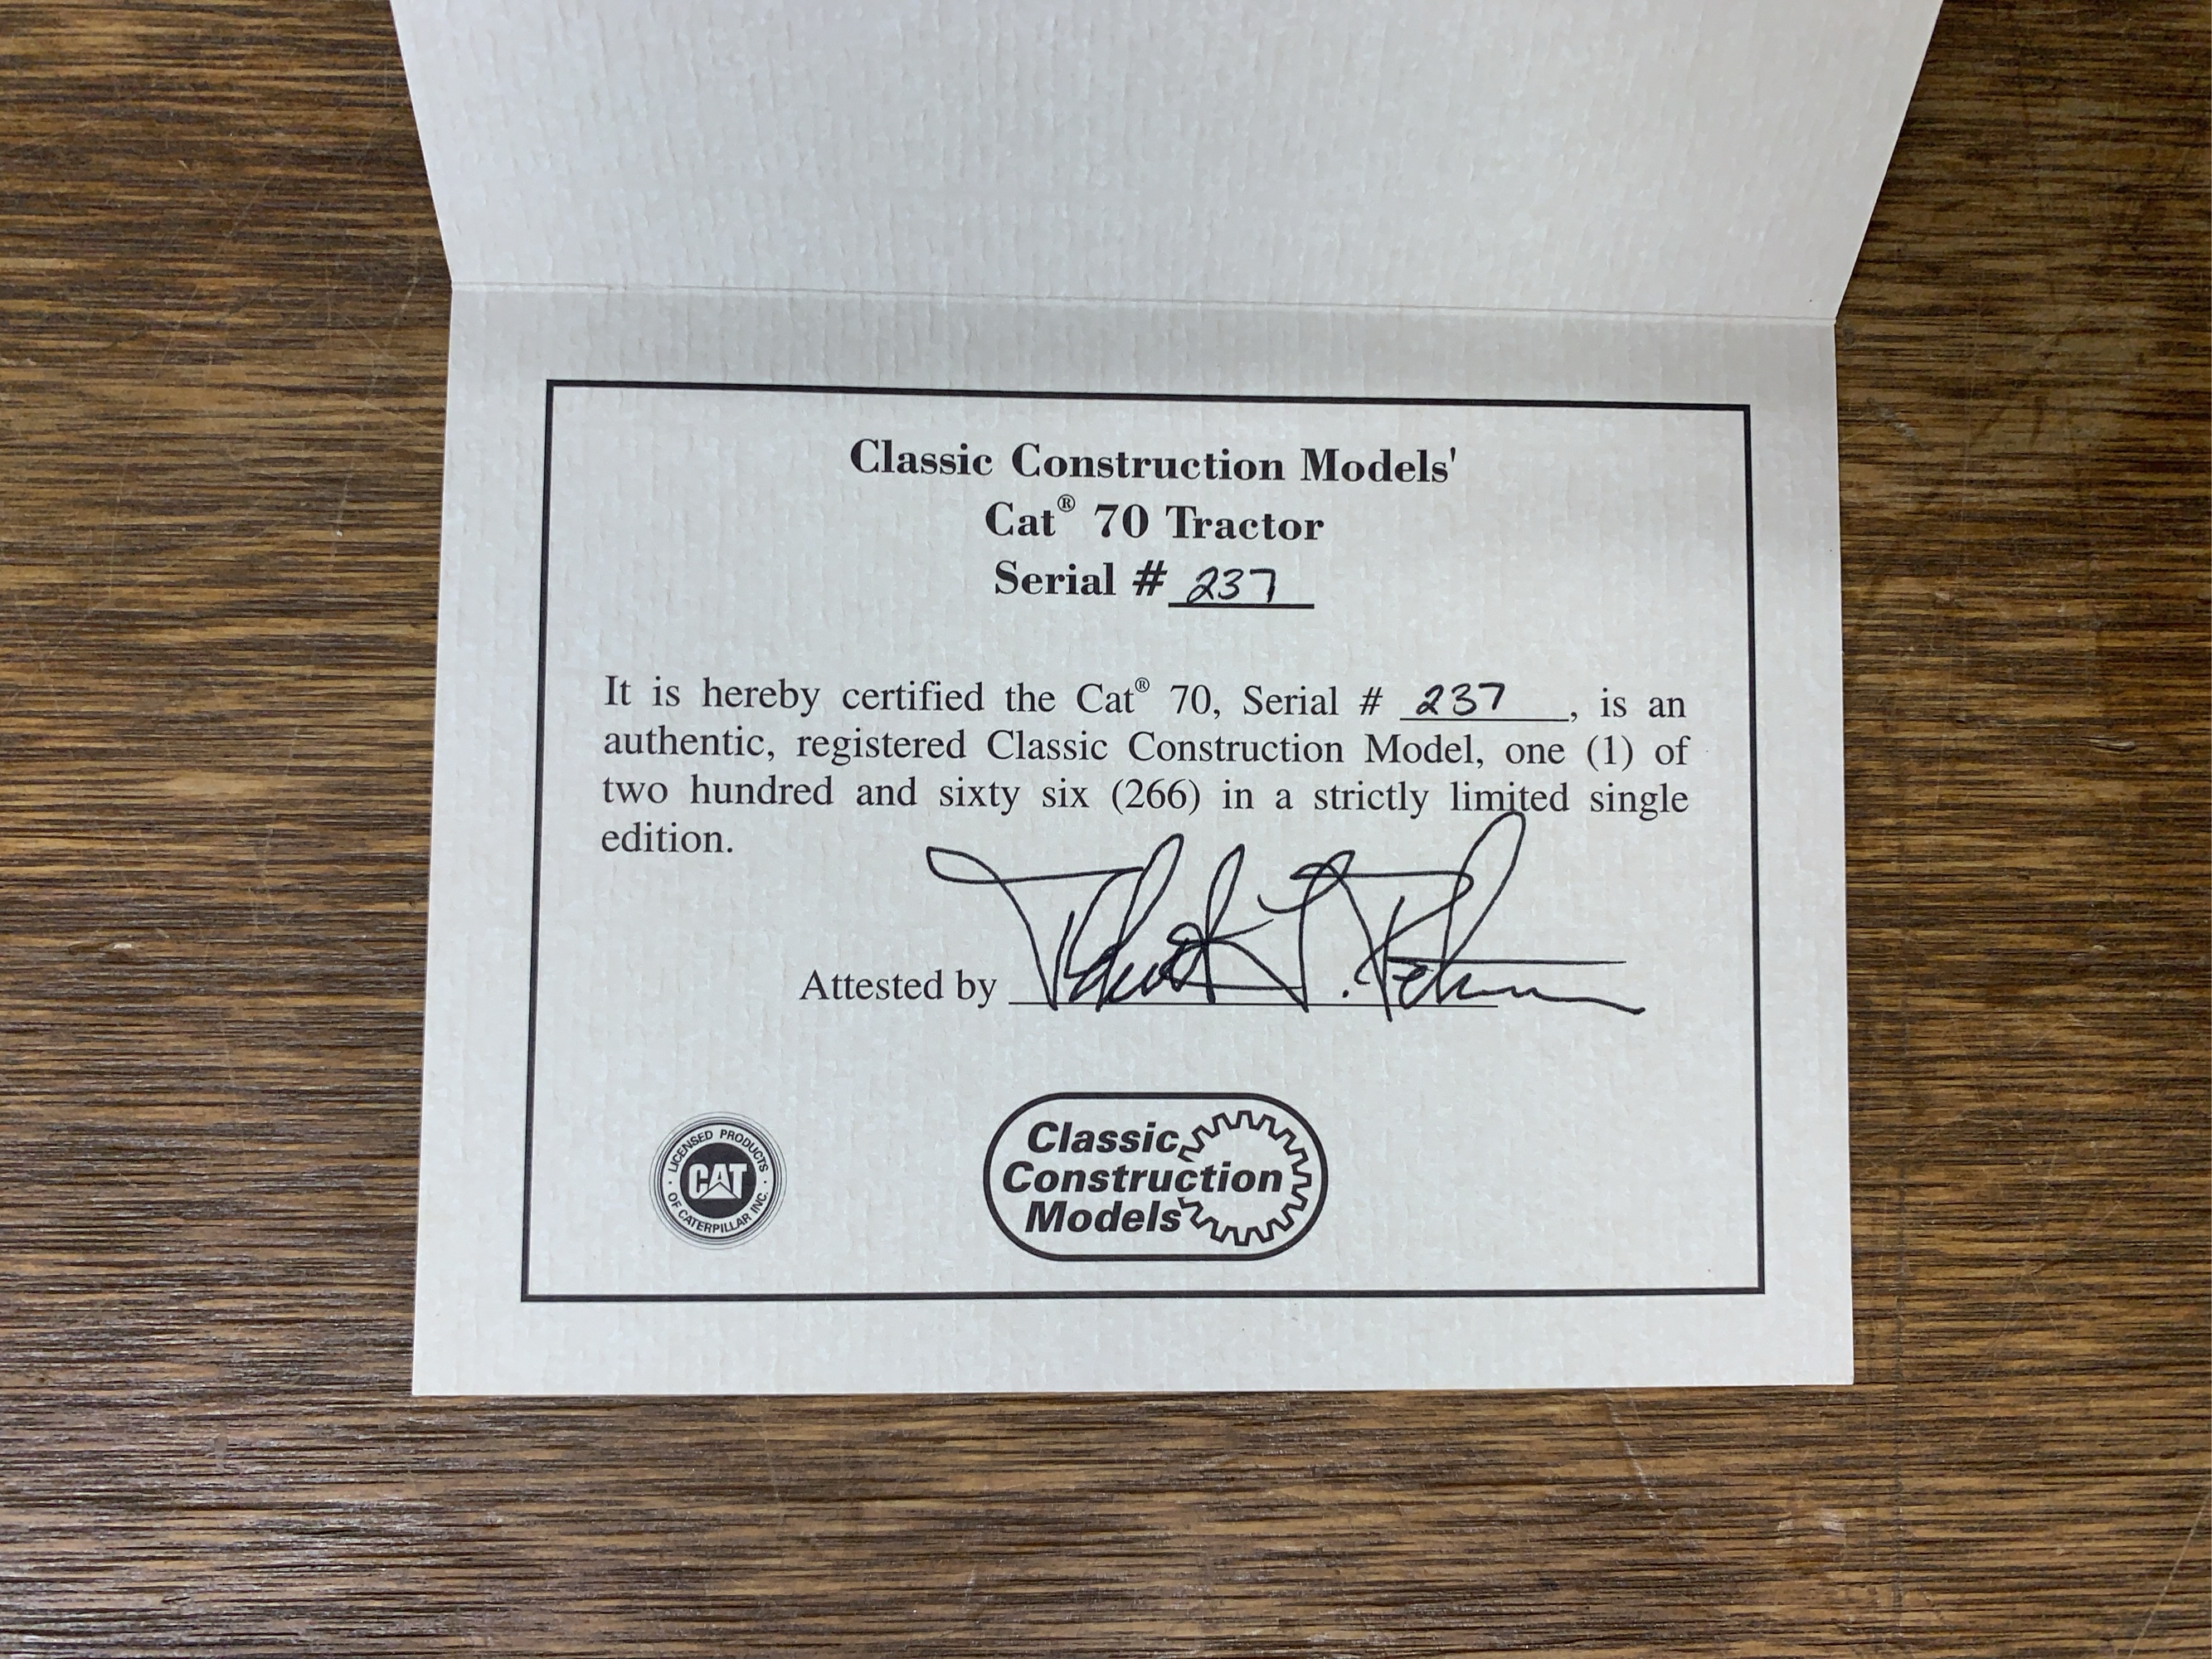 Classic Construction Models'
Cat® 70 Tractor
Serial # 237
It is hereby certified the Cat® 70, Serial # 237, is an
authentic, registered Classic Construction Model, one (1) of
two hundred and sixty six (266) in a strictly limited single
edition.
Attested by
LICENSED PRODUCTS
CAT
OF CATERPILLAR INC.
Classic
Construction
Models